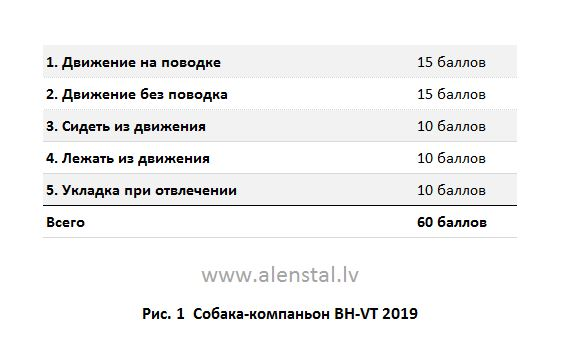 1. Движение на поводке 15 баллов
2. Движение без поводка 15 баллов
3. Сидеть из движения 10 баллов
4. Лежать из движения 10 баллов
5. Укладка при отвлечении 10 баллов
Всего 60 баллов
www.alenstal.lv
Рис. 1 Собака-компаньон BH-VT 2019